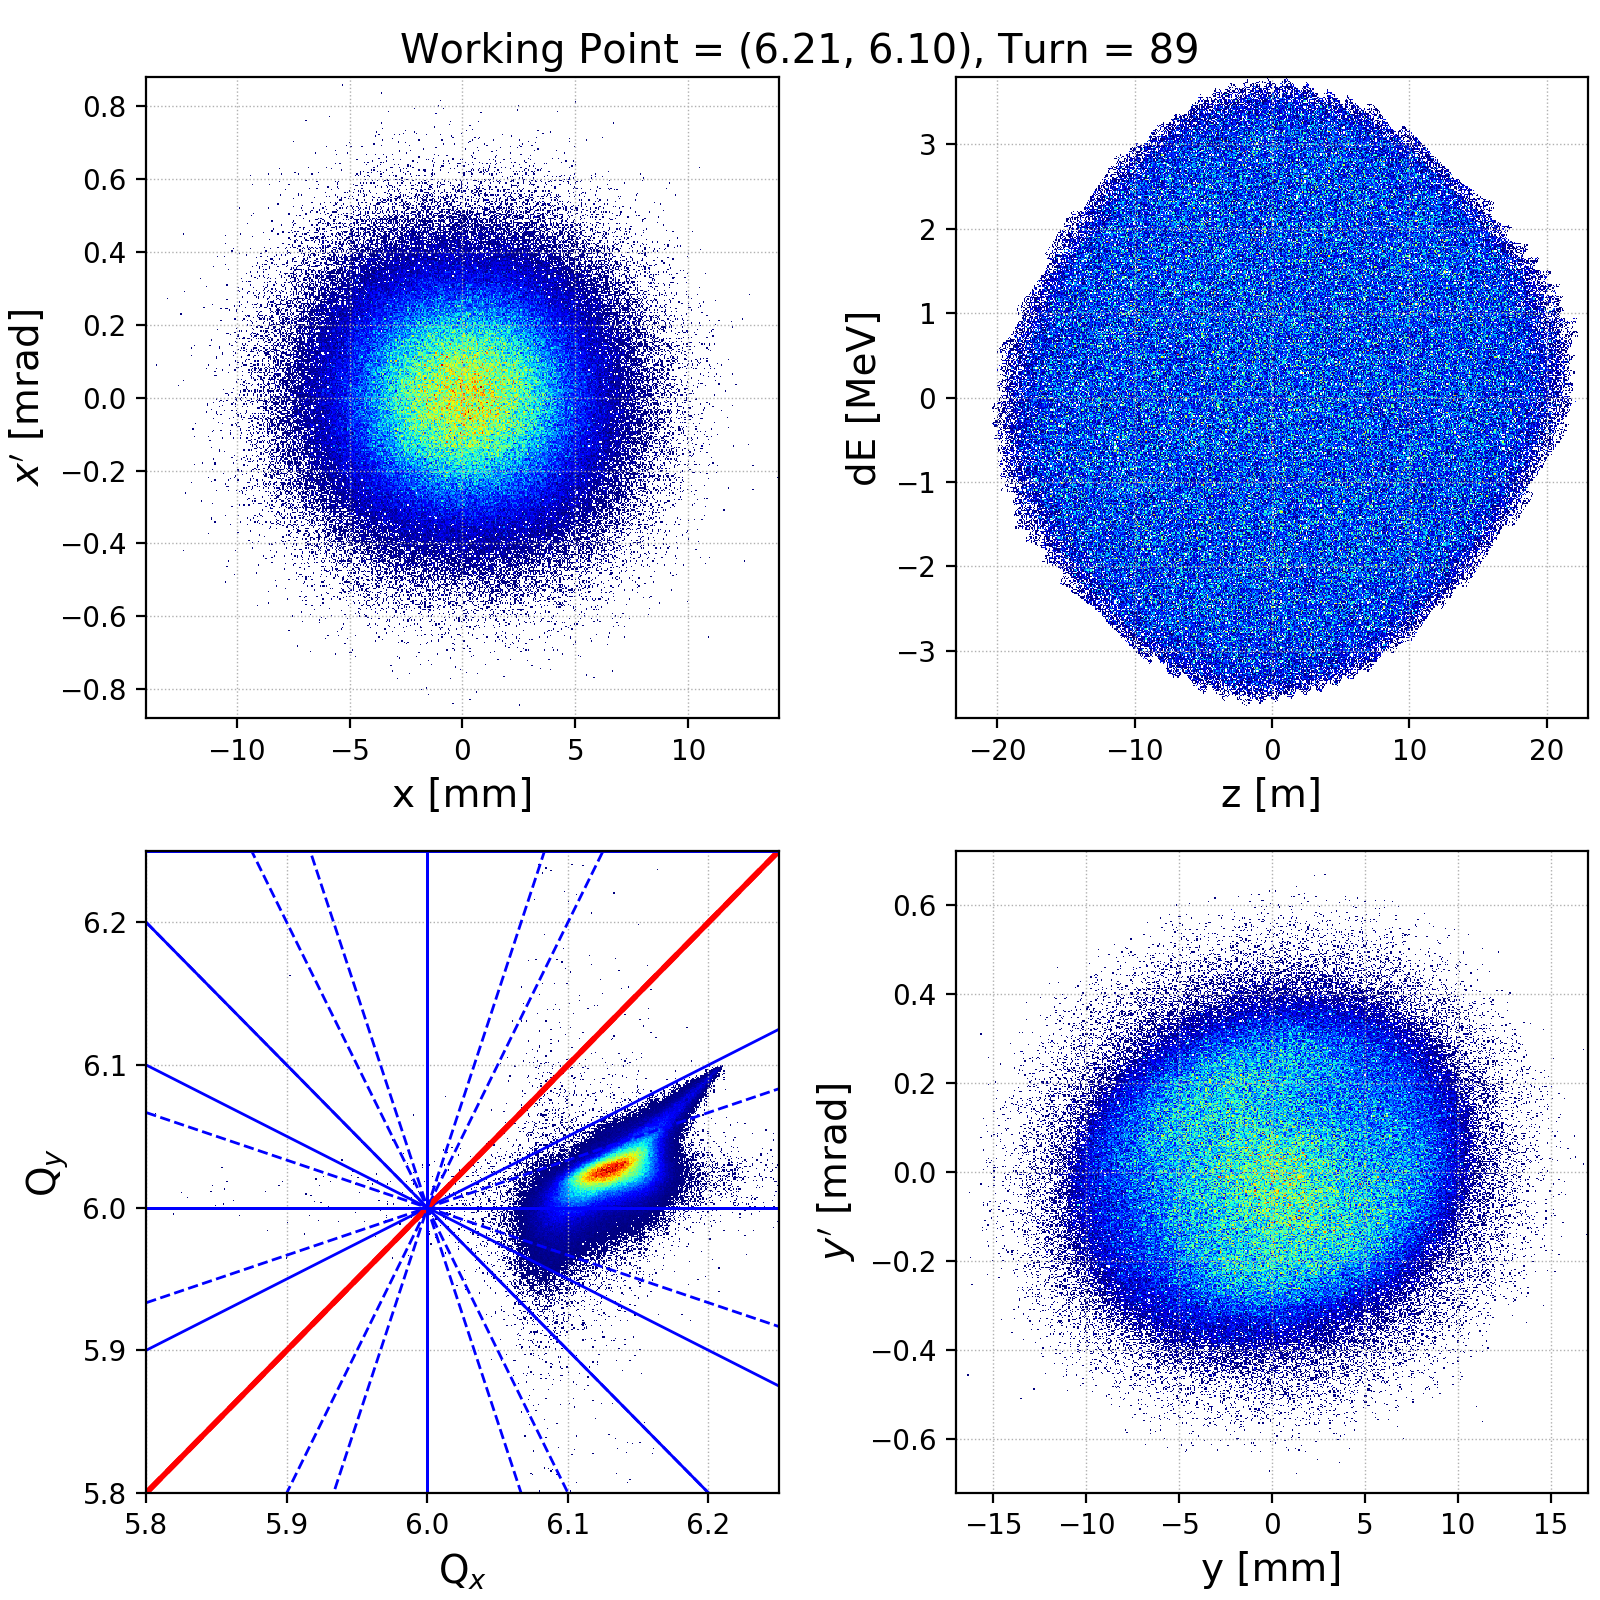 Working Point = (6.21, 6.10), Turn = 89
0.8
0.6
0.4
0.2
0.0
−0.2
−0.4
−0.6
−0.8
x′ [mrad]
−10 −5 0 5 10
x [mm]
3
2
1
0
−1
−2
−3
dE [MeV]
−20 −10 0 10 20
z [m]
6.2
6.1
6.0
5.9
5.8
Qy
5.8 5.9 6.0 6.1 6.2
Qx
0.6
0.4
0.2
0.0
−0.2
−0.4
−0.6
y′ [mrad]
−15 −10 −5 0 5 10 15
y [mm]